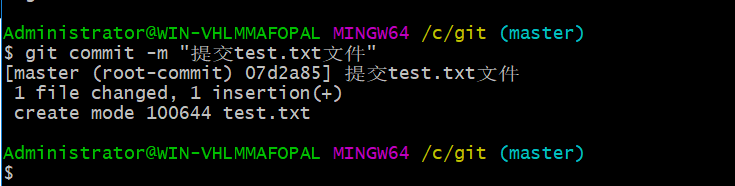 Administrator@WIN-VHLMMAFOPAL MINGW64 /c/git (master)
$ git commit -m "提交test.txt文件"
[master (root-commit) 07d2a85] 提交test.txt文件
 1 file changed, 1 insertion(+)
 create mode 100644 test.txt
Administrator@WIN-VHLMMAFOPAL MINGW64 /c/git (master)
$